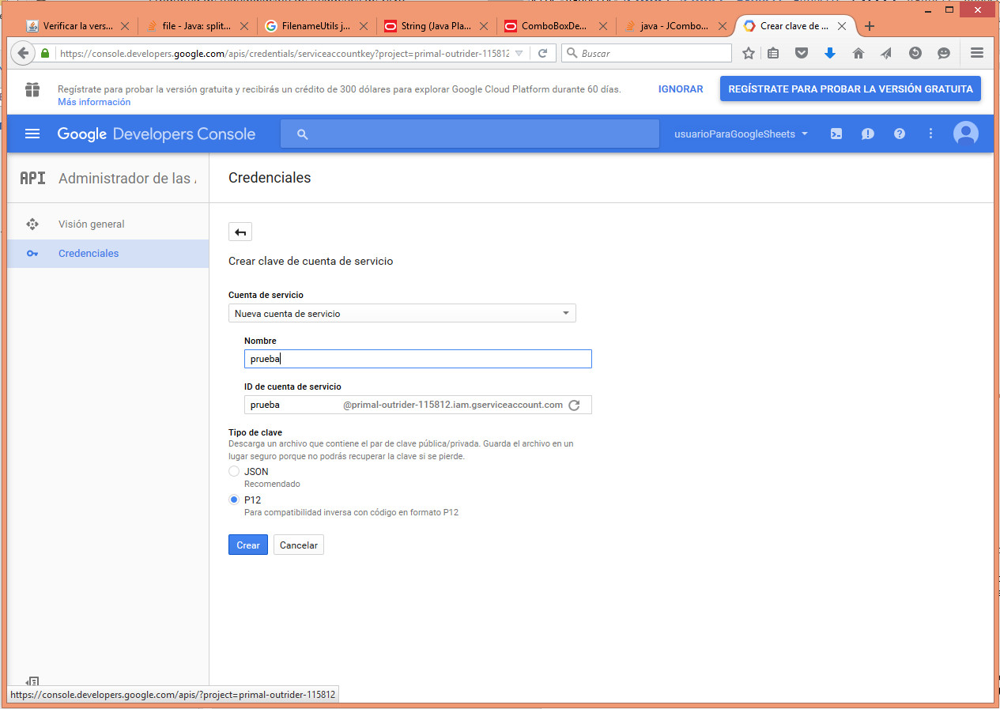 Verificar la vers...
file - Java: split...
FilenameUtils j...
String (Java Pla...
ComboBoxDe...
java - JCombo...
Crear clave de ...
https://console.developers.google.com/apis/credentials/serviceaccountkey?project=primal-outrider-115812
Buscar
Regístrate para probar la versión gratuita y recibirás un crédito de 300 dólares para explorar Google Cloud Platform durante 60 días.
Más información
IGNORAR
REGÍSTRATE PARA PROBAR LA VERSIÓN GRATUITA
Google Developers Console
usuarioParaGoogleSheets
API
Administrador de las
Credenciales
Visión general
Credenciales
Crear clave de cuenta de servicio
Cuenta de servicio
Nueva cuenta de servicio
Nombre
prueba
ID de cuenta de servicio
prueba @primal-outrider-115812.iam.gserviceaccount.com
Tipo de clave
Descarga un archivo que contiene el par de clave pública/privada. Guarda el archivo en un
lugar seguro porque no podrás recuperar la clave si se pierde.
JSON
Recomendado
P12
Para compatibilidad inversa con código en formato P12
Crear
Cancelar
https://console.developers.google.com/apis/?project=primal-outrider-115812